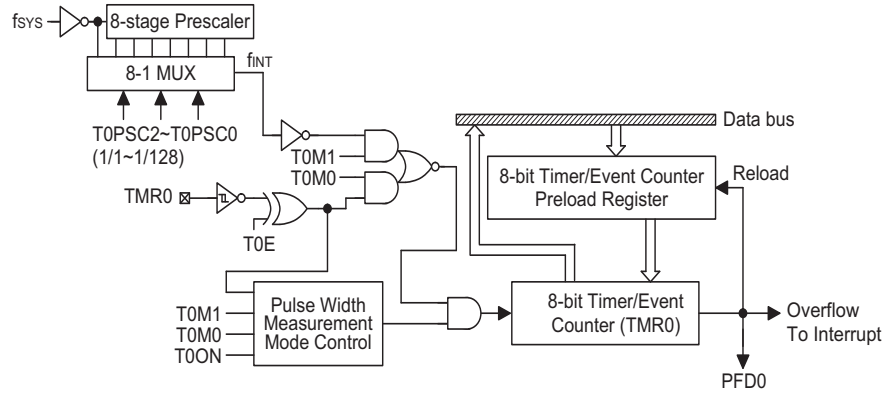 fSYS
8-stage Prescaler
8-1 MUX
fINT
T0PSC2~T0PSC0
(1/1~1/128)
T0M1
T0M0
TMR0
T0E
Data bus
8-bit Timer/Event Counter
Preload Register
Reload
T0M1
T0M0
T0ON
Pulse Width
Measurement
Mode Control
8-bit Timer/Event
Counter (TMR0)
Overflow
To Interrupt
PFD0